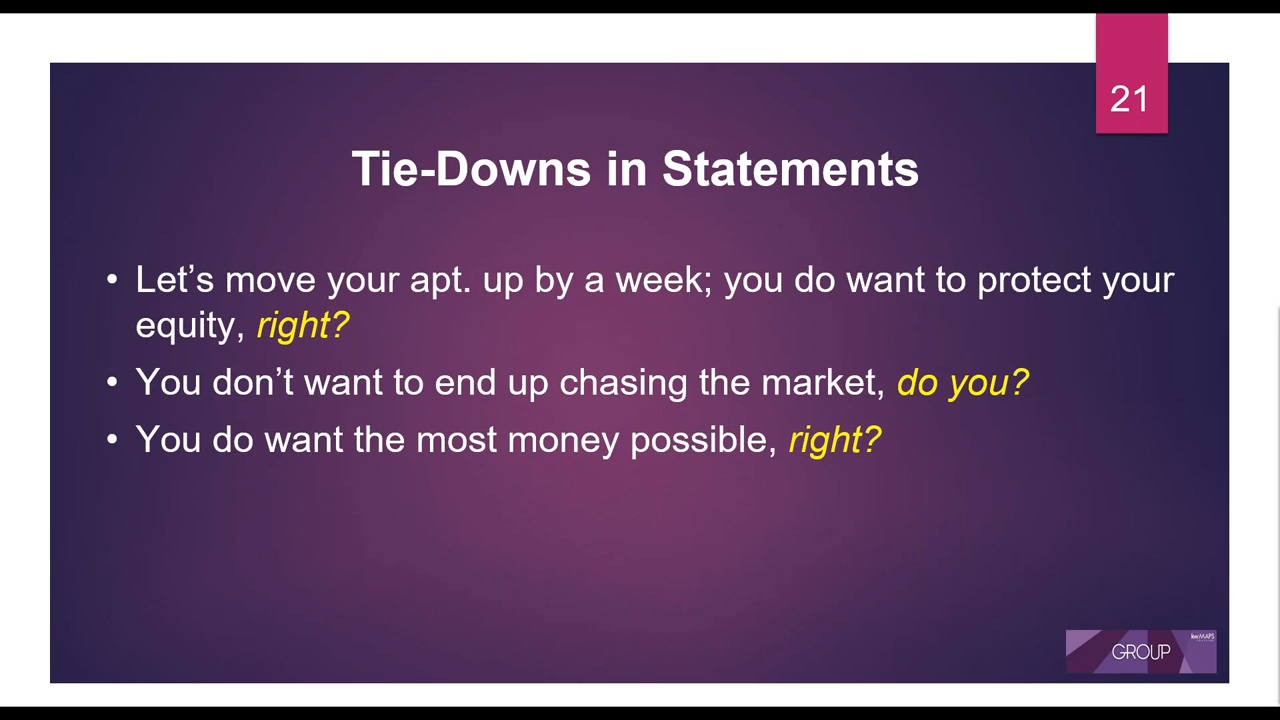 21
Tie-Downs in Statements
• Let’s move your apt. up by a week; you do want to protect your
equity, right?
• You don’t want to end up chasing the market, do you?
• You do want the most money possible, right?
kw MAPS
GROUP